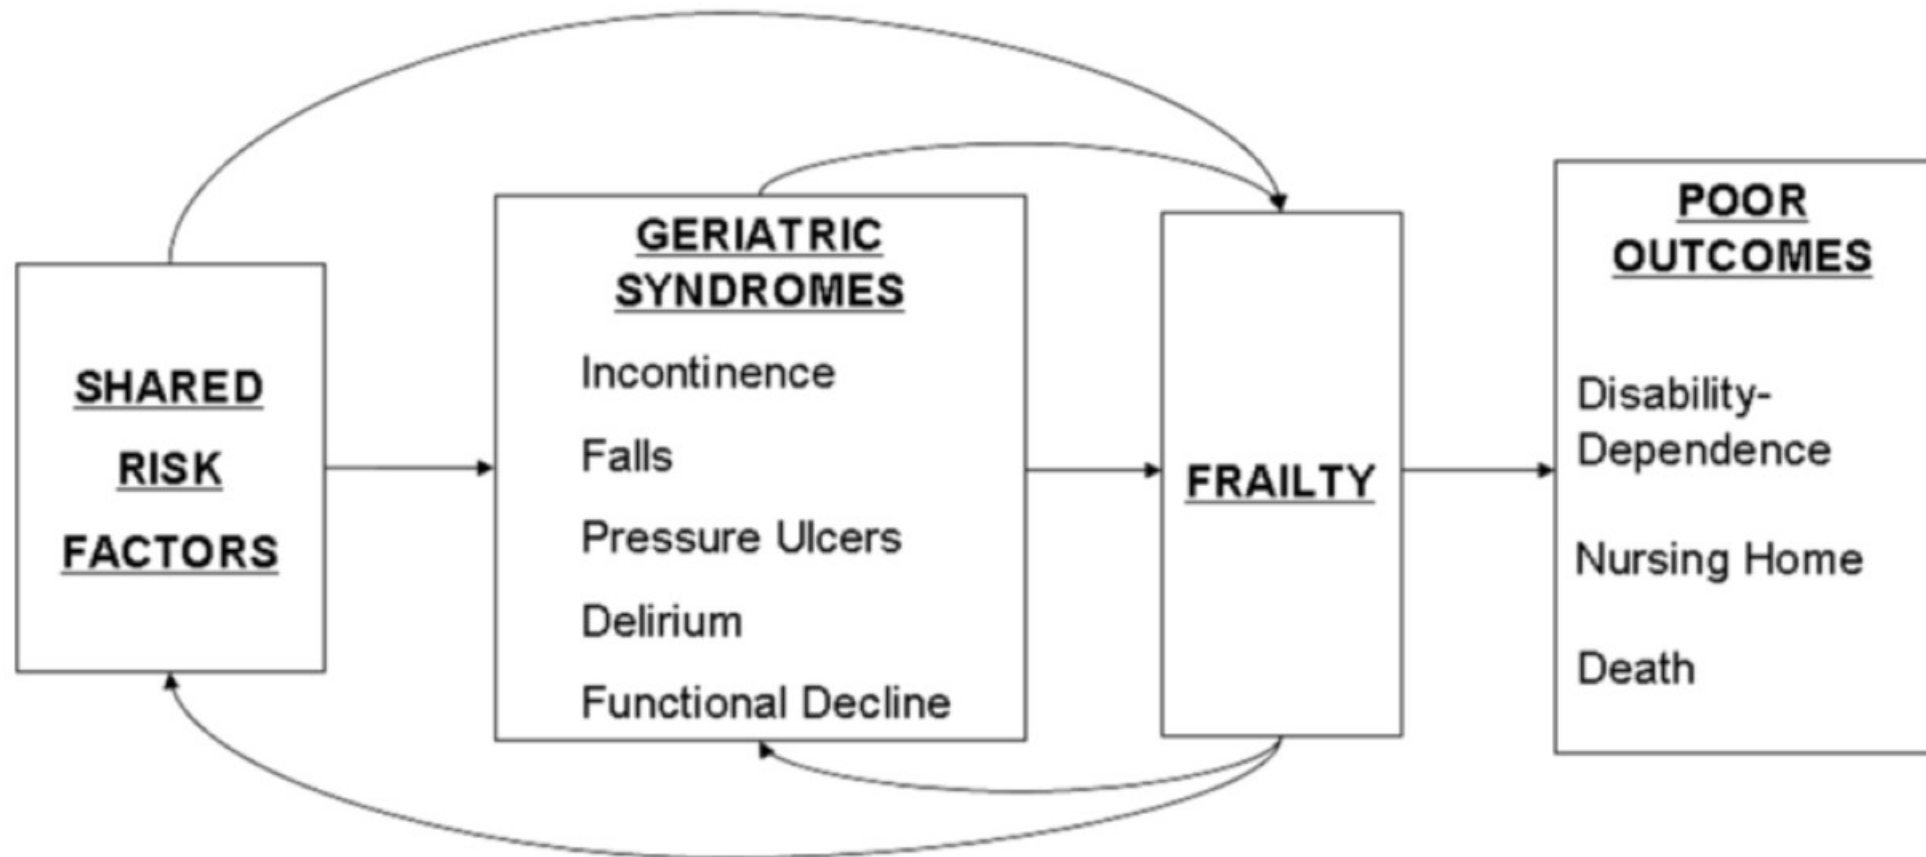 SHARED
RISK
FACTORS
GERIATRIC
SYNDROMES
Incontinence
Falls
Pressure Ulcers
Delirium
Functional Decline
FRAILTY
POOR
OUTCOMES
Disability-
Dependence
Nursing Home
Death